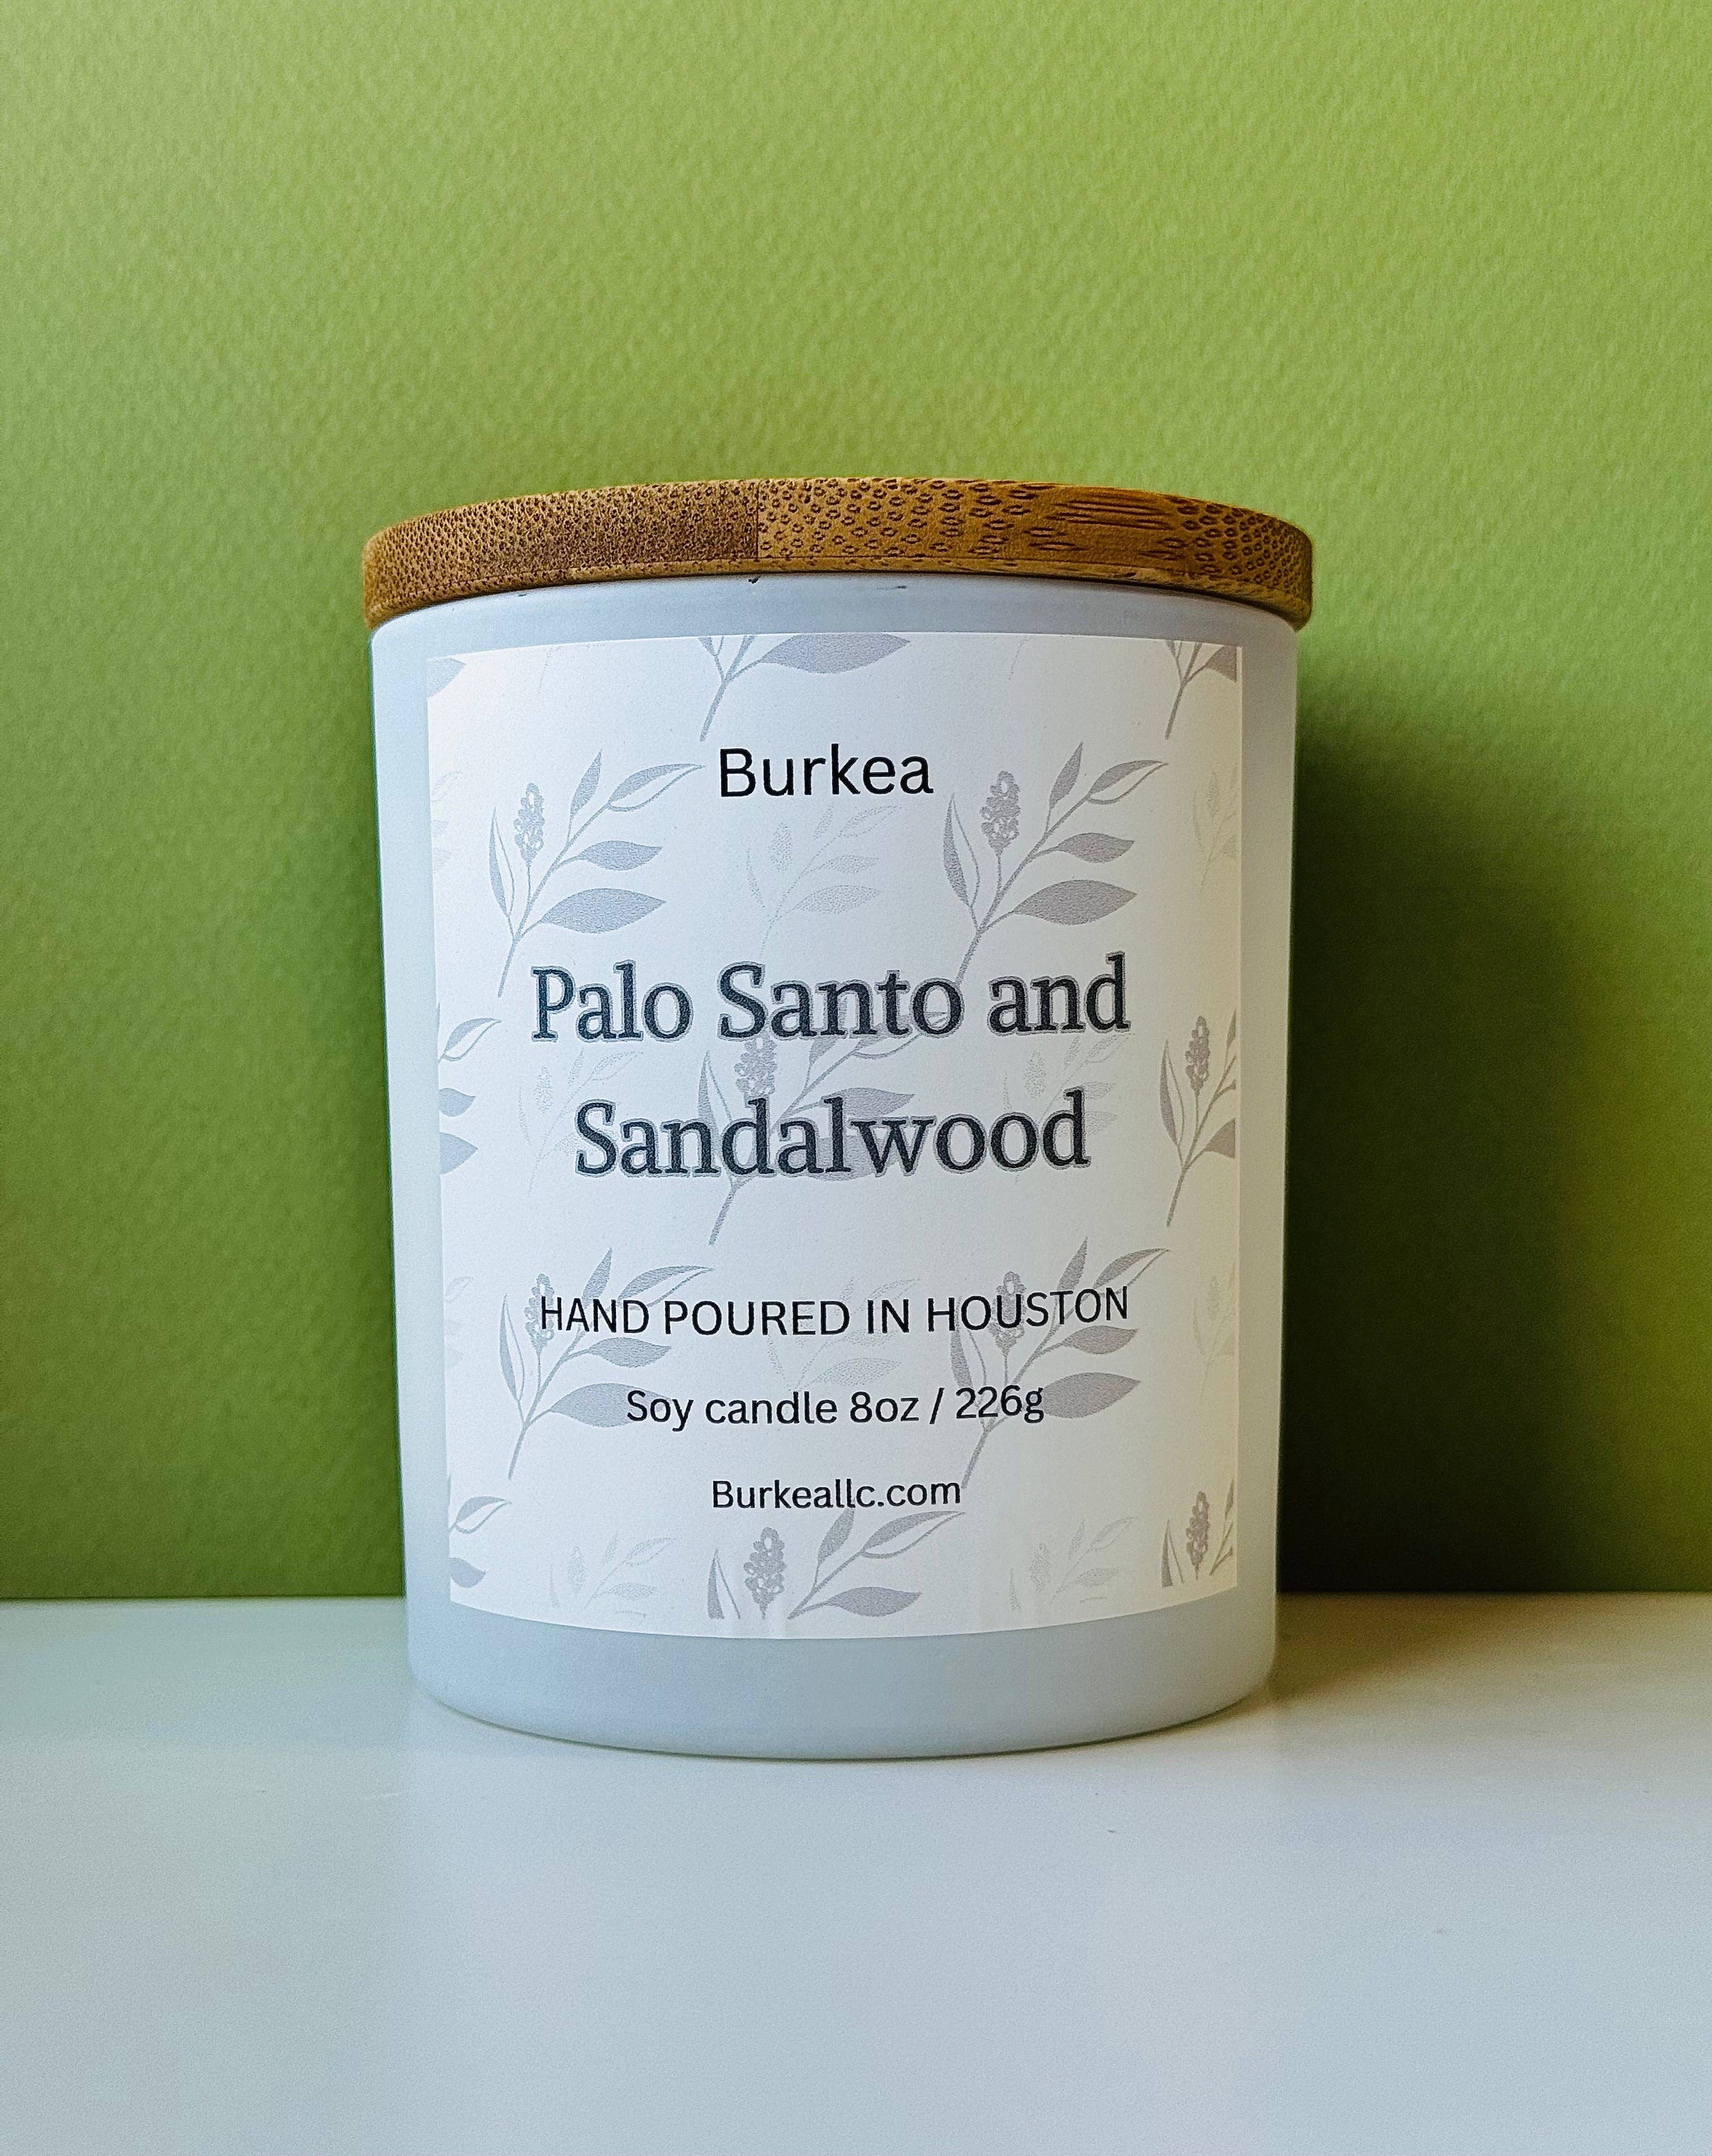 Burkea
Palo Santo and
Sandalwood
HAND POURED IN HOUSTON
Soy candle 8oz / 226g
Burkeallc.com